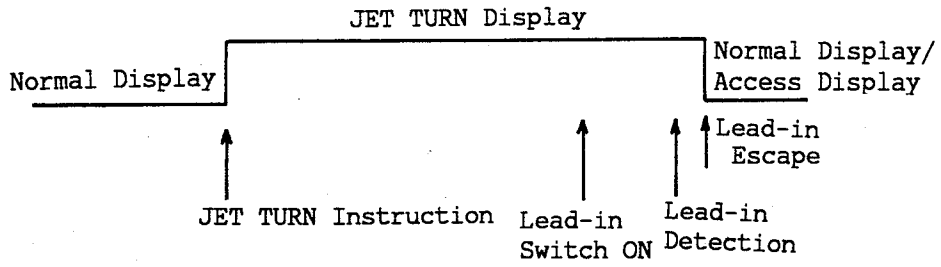 JET TURN Display
Normal Display
Normal Display/
Access Display
Lead-in
Escape
JET TURN Instruction
Lead-in
Switch ON
Lead-in
Detection